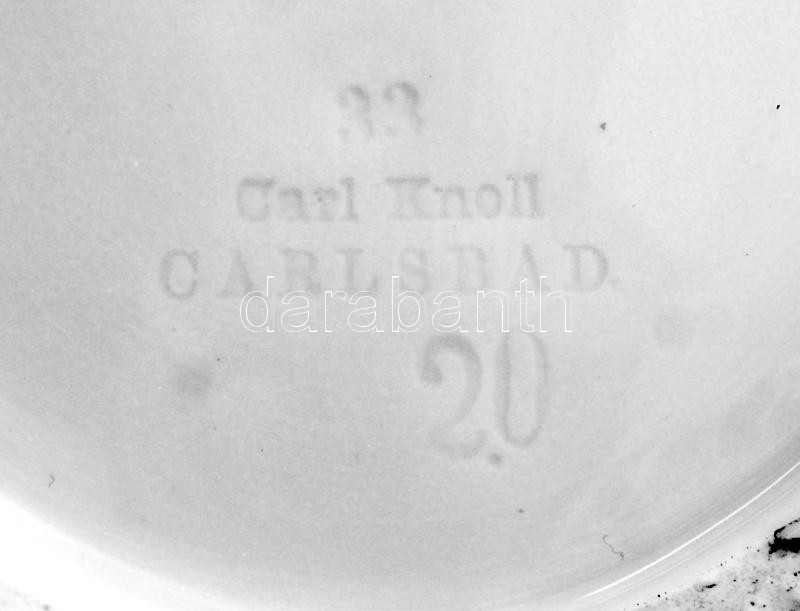 33
Carl Knoll
CARLSBAD.
darabanth
20